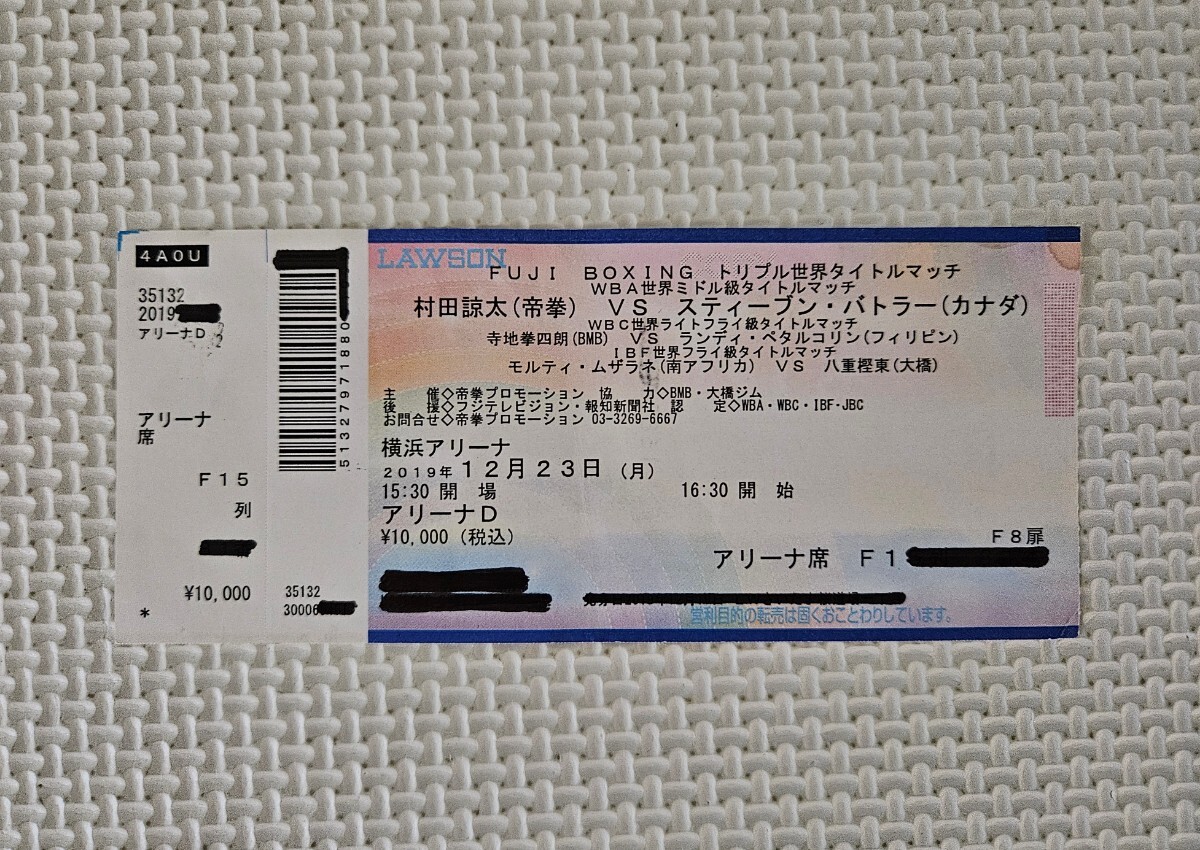 4A0U
35132
2019
アリーナD
アリーナ
席
F15
列
¥10,000
*
5132797188
35132
30006
LAWSON
FUJI BOXING トリプル世界タイトルマッチ
WBA世界ミドル級タイトルマッチ
村田諒太(帝拳) VS スティーブン・バトラー(カナダ)
WBC世界ライトフライ級タイトルマッチ
寺地拳四朗(BMB) VS ランディ・ペタルコリン(フィリピン)
IBF世界フライ級タイトルマッチ
モルティ・ムザラネ(南アフリカ) VS 八重樫東(大橋)
主 催◇帝拳プロモーション 協 力◇BMB・大橋ジム
後 援◇フジテレビジョン・報知新聞社 認 定◇WBA・WBC・IBF・JBC
お問合せ◇帝拳プロモーション 03-3269-6667
横浜アリーナ
2019年12月23日 (月)
15:30 開 場 16:30 開 始
アリーナD
¥10,000 (税込)
F8扉
アリーナ席 F1
営利目的の転売は固くおことわりしています。